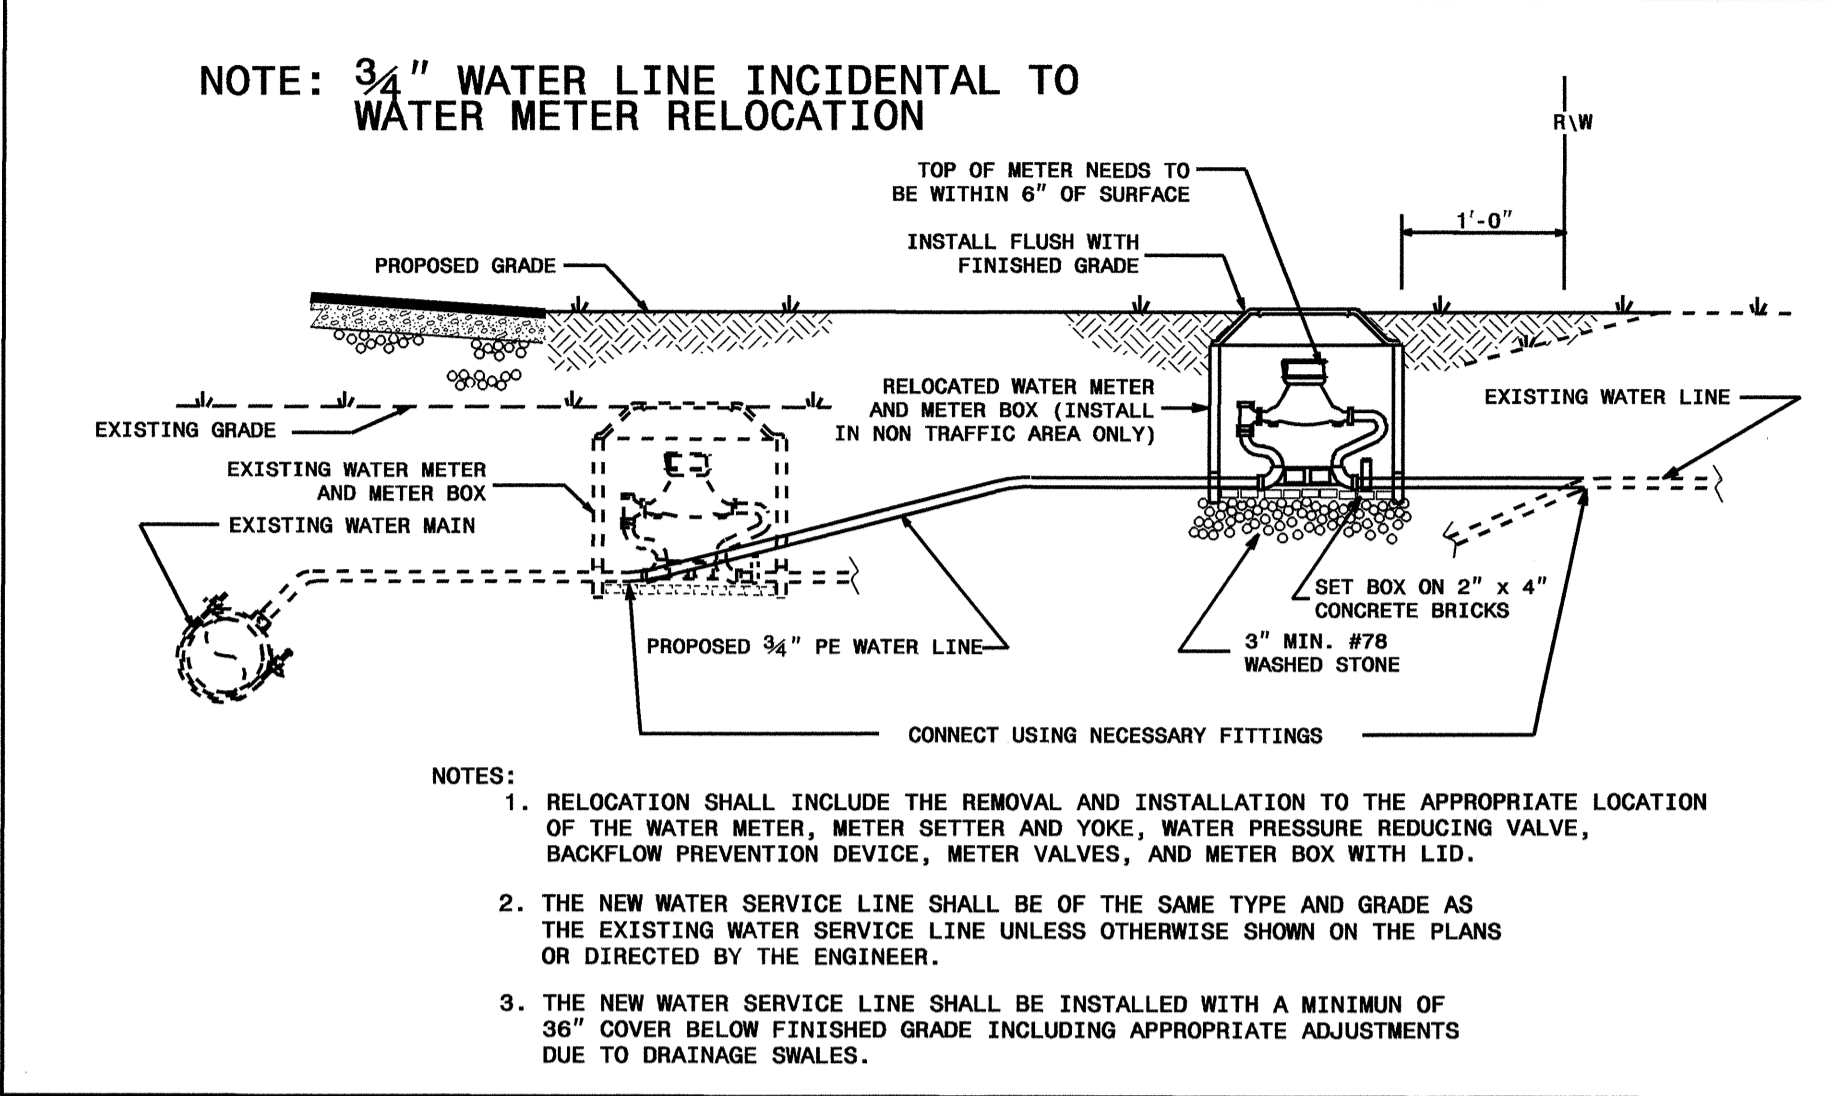 NOTE: 3/4" WATER LINE INCIDENTAL TO
WATER METER RELOCATION
R\W
TOP OF METER NEEDS TO
BE WITHIN 6" OF SURFACE
1'-0"
INSTALL FLUSH WITH
FINISHED GRADE
PROPOSED GRADE
RELOCATED WATER METER
AND METER BOX (INSTALL
IN NON TRAFFIC AREA ONLY)
EXISTING WATER LINE
EXISTING GRADE
EXISTING WATER METER
AND METER BOX
EXISTING WATER MAIN
SET BOX ON 2" x 4"
CONCRETE BRICKS
PROPOSED 3/4" PE WATER LINE
3" MIN. #78
WASHED STONE
CONNECT USING NECESSARY FITTINGS
NOTES:
1. RELOCATION SHALL INCLUDE THE REMOVAL AND INSTALLATION TO THE APPROPRIATE LOCATION
OF THE WATER METER, METER SETTER AND YOKE, WATER PRESSURE REDUCING VALVE,
BACKFLOW PREVENTION DEVICE, METER VALVES, AND METER BOX WITH LID.
2. THE NEW WATER SERVICE LINE SHALL BE OF THE SAME TYPE AND GRADE AS
THE EXISTING WATER SERVICE LINE UNLESS OTHERWISE SHOWN ON THE PLANS
OR DIRECTED BY THE ENGINEER.
3. THE NEW WATER SERVICE LINE SHALL BE INSTALLED WITH A MINIMUN OF
36" COVER BELOW FINISHED GRADE INCLUDING APPROPRIATE ADJUSTMENTS
DUE TO DRAINAGE SWALES.